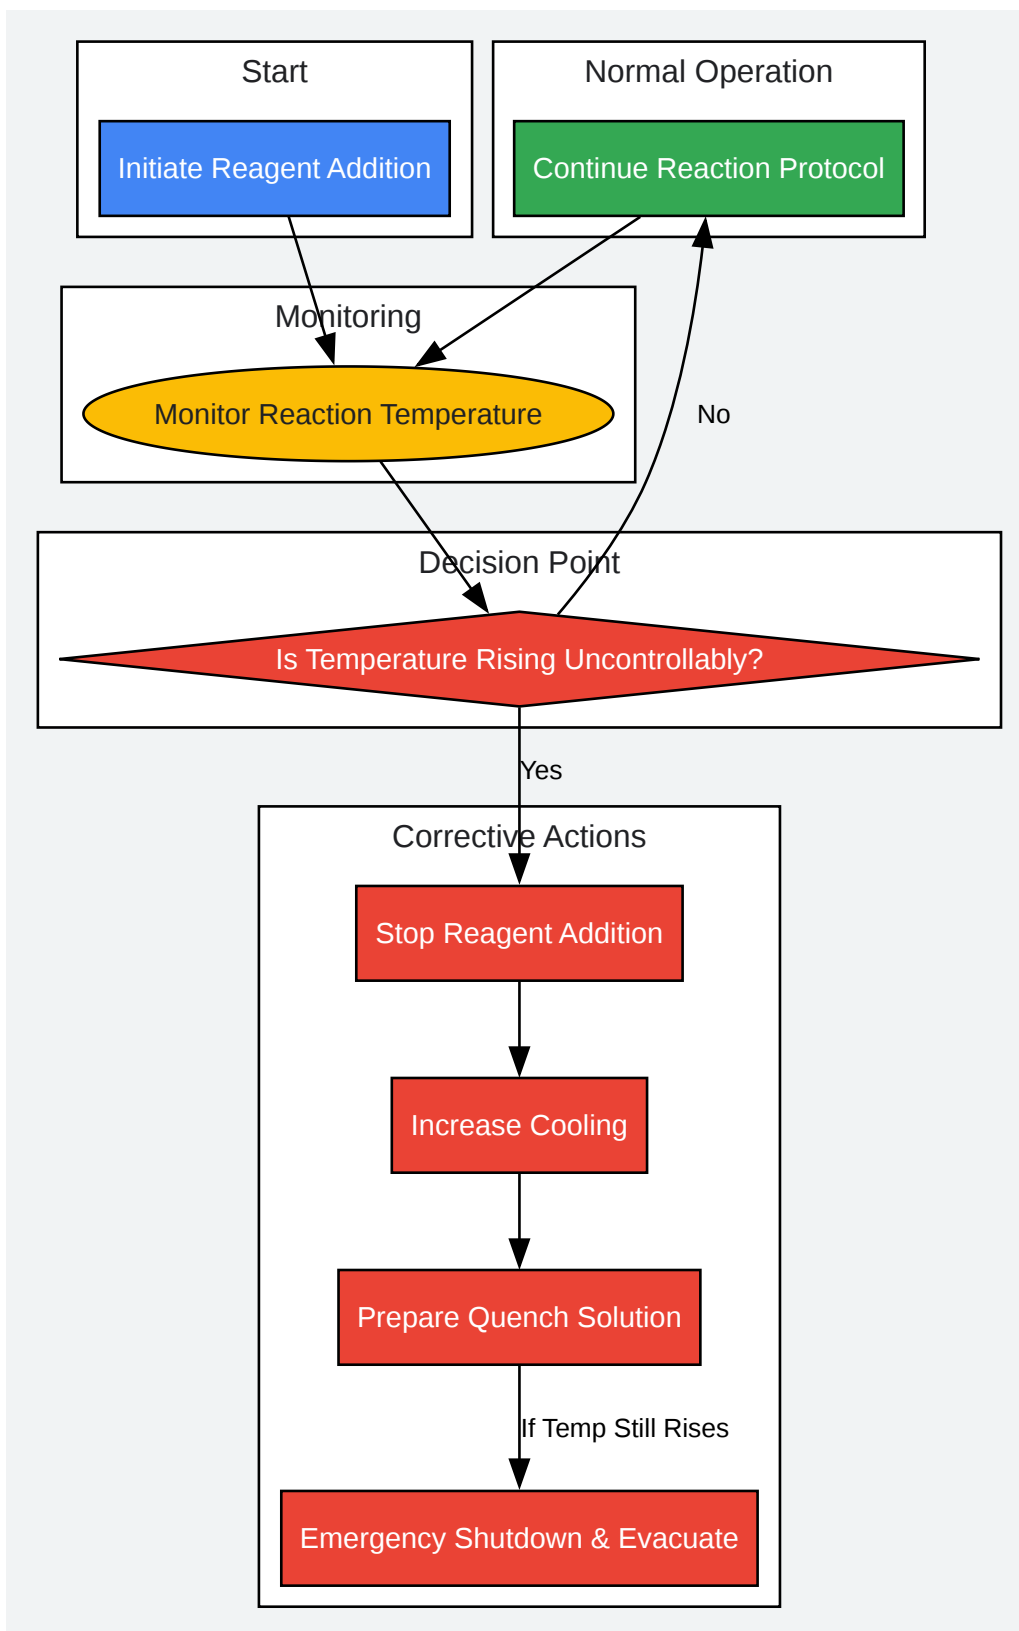 Start
Normal Operation
Initiate Reagent Addition
Continue Reaction Protocol
Monitoring
Monitor Reaction Temperature
No
Decision Point
Is Temperature Rising Uncontrollably?
Yes
Corrective Actions
Stop Reagent Addition
Increase Cooling
Prepare Quench Solution
If Temp Still Rises
Emergency Shutdown & Evacuate